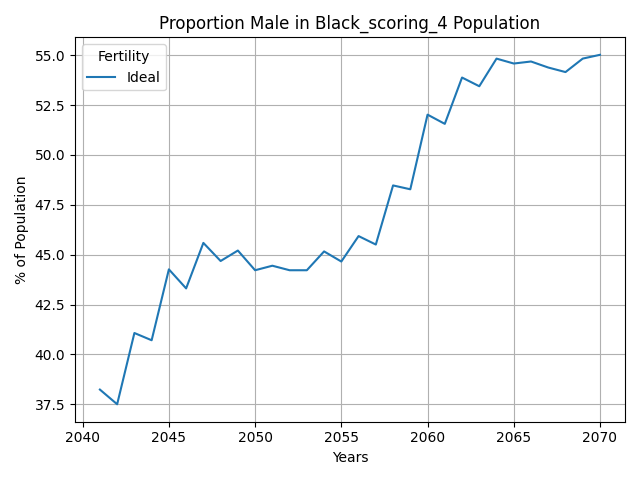 Proportion Male in Black_scoring_4 Population
Fertility
Ideal
% of Population
55.0
52.5
50.0
47.5
45.0
42.5
40.0
37.5
2040 2045 2050 2055 2060 2065 2070
Years